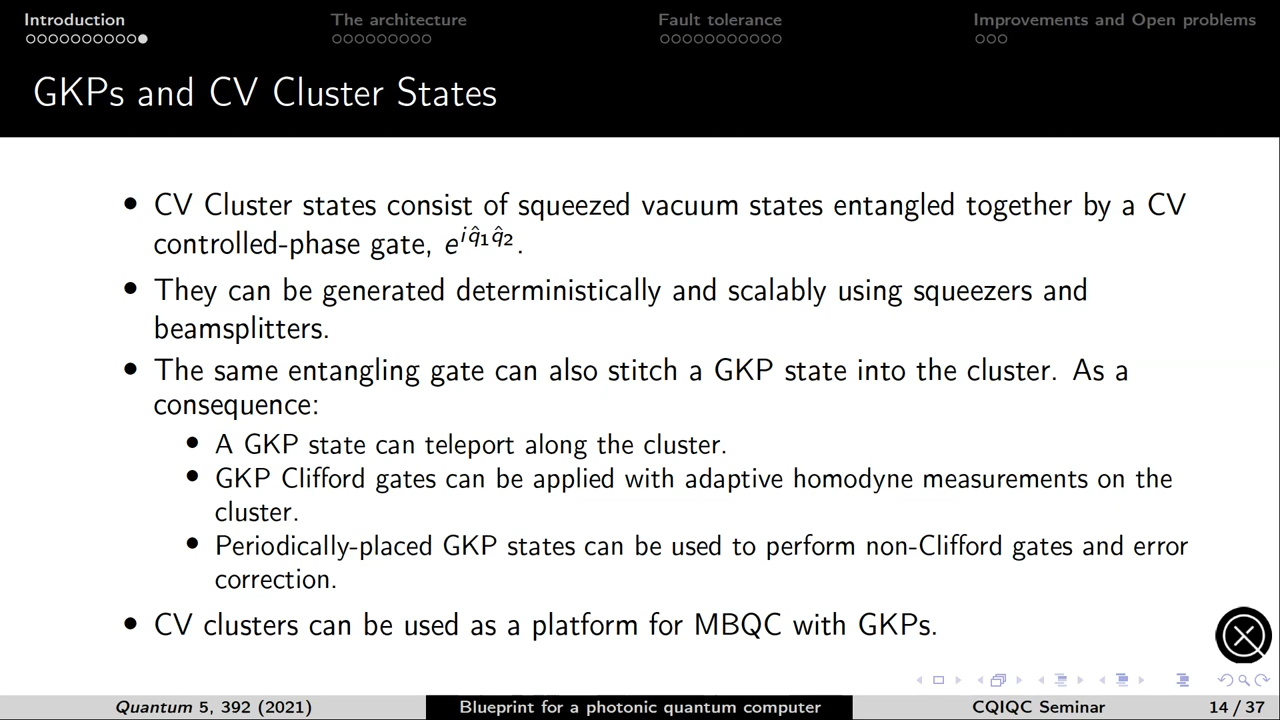 Introduction
The architecture
Fault tolerance
Improvements and Open problems
GKPs and CV Cluster States
• CV Cluster states consist of squeezed vacuum states entangled together by a CV
controlled-phase gate, e^{iq̂₁q̂₂}.
• They can be generated deterministically and scalably using squeezers and
beamsplitters.
• The same entangling gate can also stitch a GKP state into the cluster. As a
consequence:
• A GKP state can teleport along the cluster.
• GKP Clifford gates can be applied with adaptive homodyne measurements on the
cluster.
• Periodically-placed GKP states can be used to perform non-Clifford gates and error
correction.
• CV clusters can be used as a platform for MBQC with GKPs.
Quantum 5, 392 (2021)
Blueprint for a photonic quantum computer
CQIQC Seminar
14 / 37